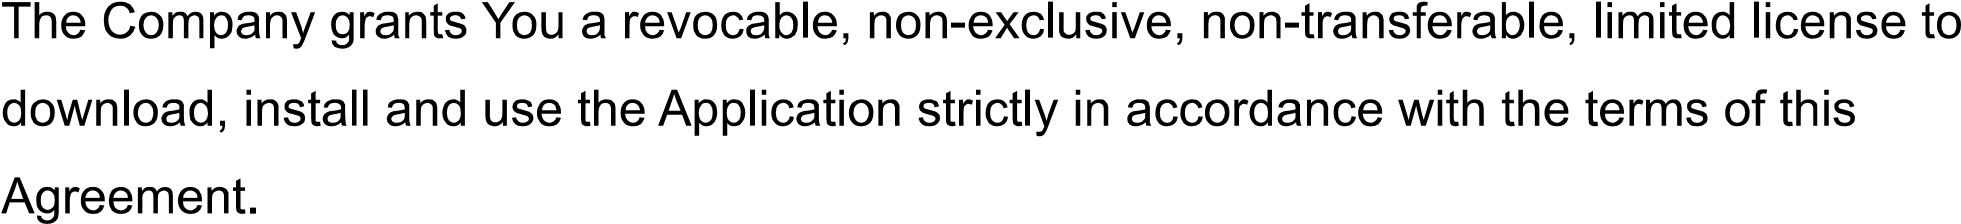 The Company grants You a revocable, non-exclusive, non-transferable, limited license to
download, install and use the Application strictly in accordance with the terms of this
Agreement.